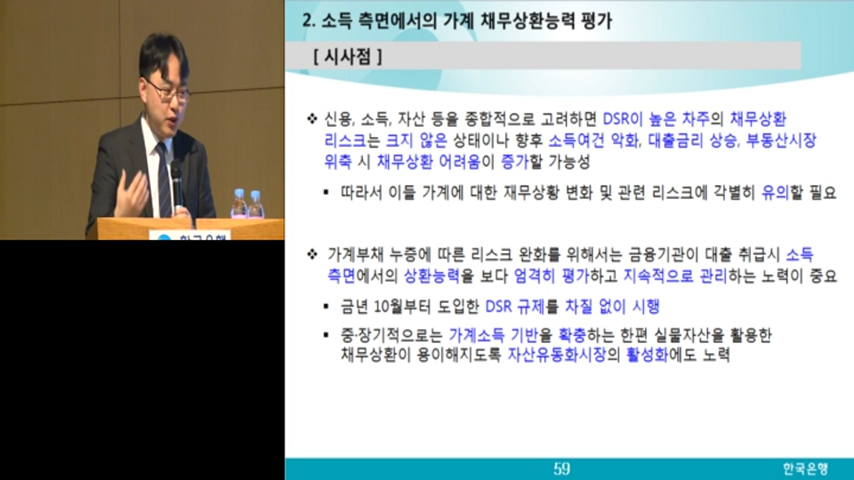 2. 소득 측면에서의 가계 채무상환능력 평가
[ 시사점 ]
❖ 신용, 소득, 자산 등을 종합적으로 고려하면 DSR이 높은 차주의 채무상환
리스크는 크지 않은 상태이나 향후 소득여건 악화, 대출금리 상승, 부동산시장
위축 시 채무상환 어려움이 증가할 가능성
▪ 따라서 이들 가계에 대한 재무상황 변화 및 관련 리스크에 각별히 유의할 필요
❖ 가계부채 누증에 따른 리스크 완화를 위해서는 금융기관이 대출 취급시 소득
측면에서의 상환능력을 보다 엄격히 평가하고 지속적으로 관리하는 노력이 중요
▪ 금년 10월부터 도입한 DSR 규제를 차질 없이 시행
▪ 중·장기적으로는 가계소득 기반을 확충하는 한편 실물자산을 활용한
채무상환이 용이해지도록 자산유동화시장의 활성화에도 노력
59
한국은행
한국은행